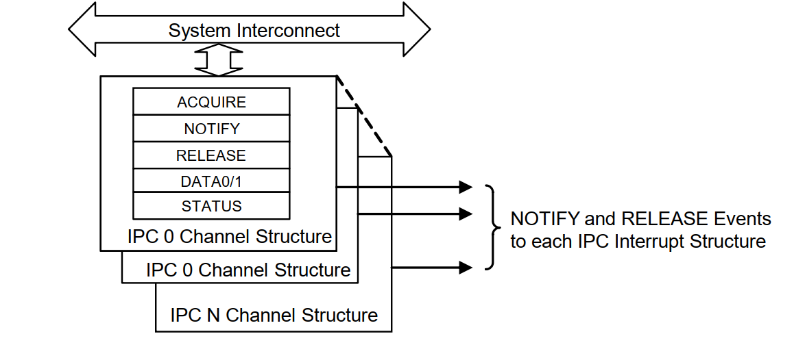 System Interconnect
ACQUIRE
NOTIFY
RELEASE
DATA0/1
STATUS
IPC 0 Channel Structure
IPC 0 Channel Structure
IPC N Channel Structure
NOTIFY and RELEASE Events
to each IPC Interrupt Structure